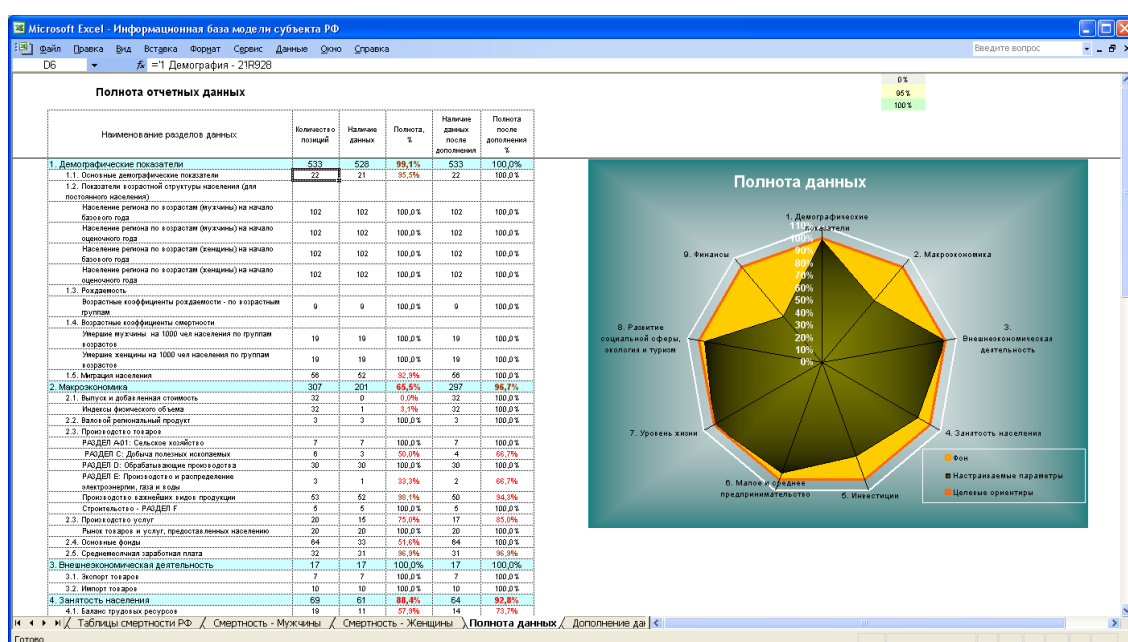 Microsoft Excel - Информационная база модели субъекта РФ
Файл Правка Вид Вставка Формат Сервис Данные Окно Справка Введите вопрос
D6 fx ='1 Демография - 21'!R928
Полнота отчетных данных
0%
95%
100%
Наименование разделов данных Количество позиций Наличие данных Полнота, % Наличие данных после дополнения Полнота после дополнения %
1. Демографические показатели 533 528 99,1% 533 100,0%
1.1. Основные демографические показатели 22 21 95,5% 22 100,0%
1.2. Показатели возрастной структуры населения (для
постоянного населения)
Население региона по возрастам (мужчины) на начало
базового года 102 102 100,0% 102 100,0%
Население региона по возрастам (мужчины) на начало
оценочного года 102 102 100,0% 102 100,0%
Население региона по возрастам (женщины) на начало
базового года 102 102 100,0% 102 100,0%
Население региона по возрастам (женщины) на начало
оценочного года 102 102 100,0% 102 100,0%
1.3. Рождаемость
Возрастные коэффициенты рождаемости - по возрастным
группам 9 9 100,0% 9 100,0%
1.4. Возрастные коэффициенты смертности
Умершие мужчины на 1000 чел населения по группам
возрастов 19 19 100,0% 19 100,0%
Умершие женщины на 1000 чел населения по группам
возрастов 19 19 100,0% 19 100,0%
1.5. Миграция населения 56 52 92,9% 56 100,0%
2. Макроэкономика 307 201 65,5% 297 96,7%
2.1. Выпуск и добавленная стоимость 32 0 0,0% 32 100,0%
Индексы физического объема 32 1 3,1% 32 100,0%
2.2. Валовой региональный продукт 3 3 100,0% 3 100,0%
2.3. Производство товаров
РАЗДЕЛ A-01: Сельское хозяйство 7 7 100,0% 7 100,0%
РАЗДЕЛ C: Добыча полезных ископаемых 6 3 50,0% 4 66,7%
РАЗДЕЛ D: Обрабатывающие производства 30 30 100,0% 30 100,0%
РАЗДЕЛ E: Производство и распределение
электроэнергии, газа и воды 3 1 33,3% 2 66,7%
Производство важнейших видов продукции 53 52 98,1% 50 94,3%
Строительство - РАЗДЕЛ F 5 5 100,0% 5 100,0%
2.3. Производство услуг 20 15 75,0% 17 85,0%
Рынок товаров и услуг, предоставленных населению 20 20 100,0% 20 100,0%
2.4. Основные фонды 64 33 51,6% 64 100,0%
2.5. Среднемесячная заработная плата 32 31 96,9% 31 96,9%
3. Внешнеэкономическая деятельность 17 17 100,0% 17 100,0%
3.1. Экспорт товаров 7 7 100,0% 7 100,0%
3.2. Импорт товаров 10 10 100,0% 10 100,0%
4. Занятость населения 69 61 88,4% 64 92,8%
4.1. Баланс трудовых ресурсов 19 11 57,9% 14 73,7%
Полнота данных
1. Демографические
показатели
110%
100%
90%
80%
70%
60%
50%
40%
30%
20%
10%
0%
2. Макроэкономика
3.
Внешнеэкономическая
деятельность
4. Занятость населения
5. Инвестиции
6. Малое и среднее
предпринимательство
7. Уровень жизни
8. Развитие
социальной сферы,
экология и туризм
9. Финансы
Фон
Настраиваемые параметры
Целевые ориентиры
Таблицы смертности РФ Смертность - Мужчины Смертность - Женщины Полнота данных Дополнение да
Готово